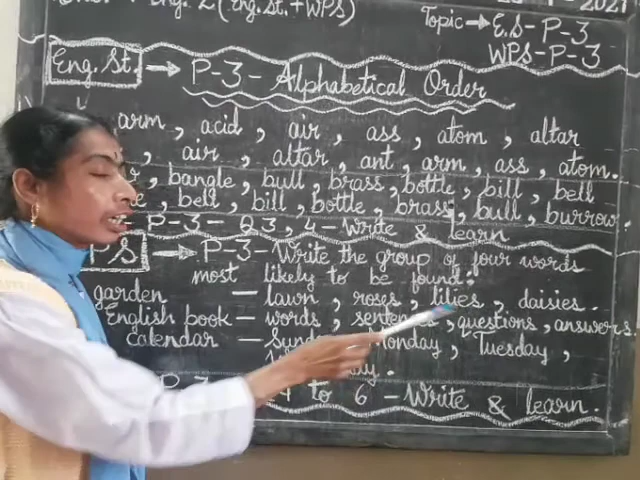 Eng. 2 (Eng. St. + WPS)
2021
Topic → E.S - P-3
WPS - P-3
Eng. St. → P-3 - Alphabetical Order
arm, acid, air, ass, atom, altar
, air, altar, ant, arm, ass, atom.
, bangle, bull, brass, bottle, bill, bell
, bell, bill, bottle, brass, bull, burrow.
P-3 - Q 3, 4 - Write & learn
PS → P-3 - Write the group of four words
most likely to be found:
garden - lawn, roses, lilies, daisies.
English book - words, , questions, answers.
calendar - , Monday, Tuesday,
to 6 - Write & learn.